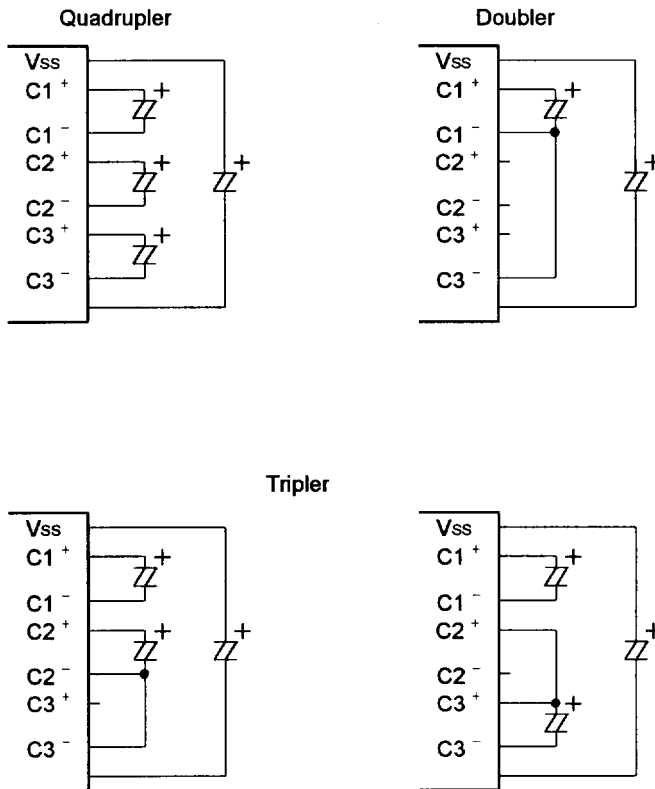 Quadrupler
Vss
C1 +
+
C1 −
C2 +
+
+
C2 −
C3 +
+
C3 −
Doubler
Vss
C1 +
+
C1 −
C2 +
+
C2 −
C3 +
C3 −
Tripler
Vss
C1 +
+
C1 −
C2 +
+
+
C2 −
C3 +
C3 −
Vss
C1 +
+
C1 −
C2 +
+
C2 −
C3 +
+
C3 −